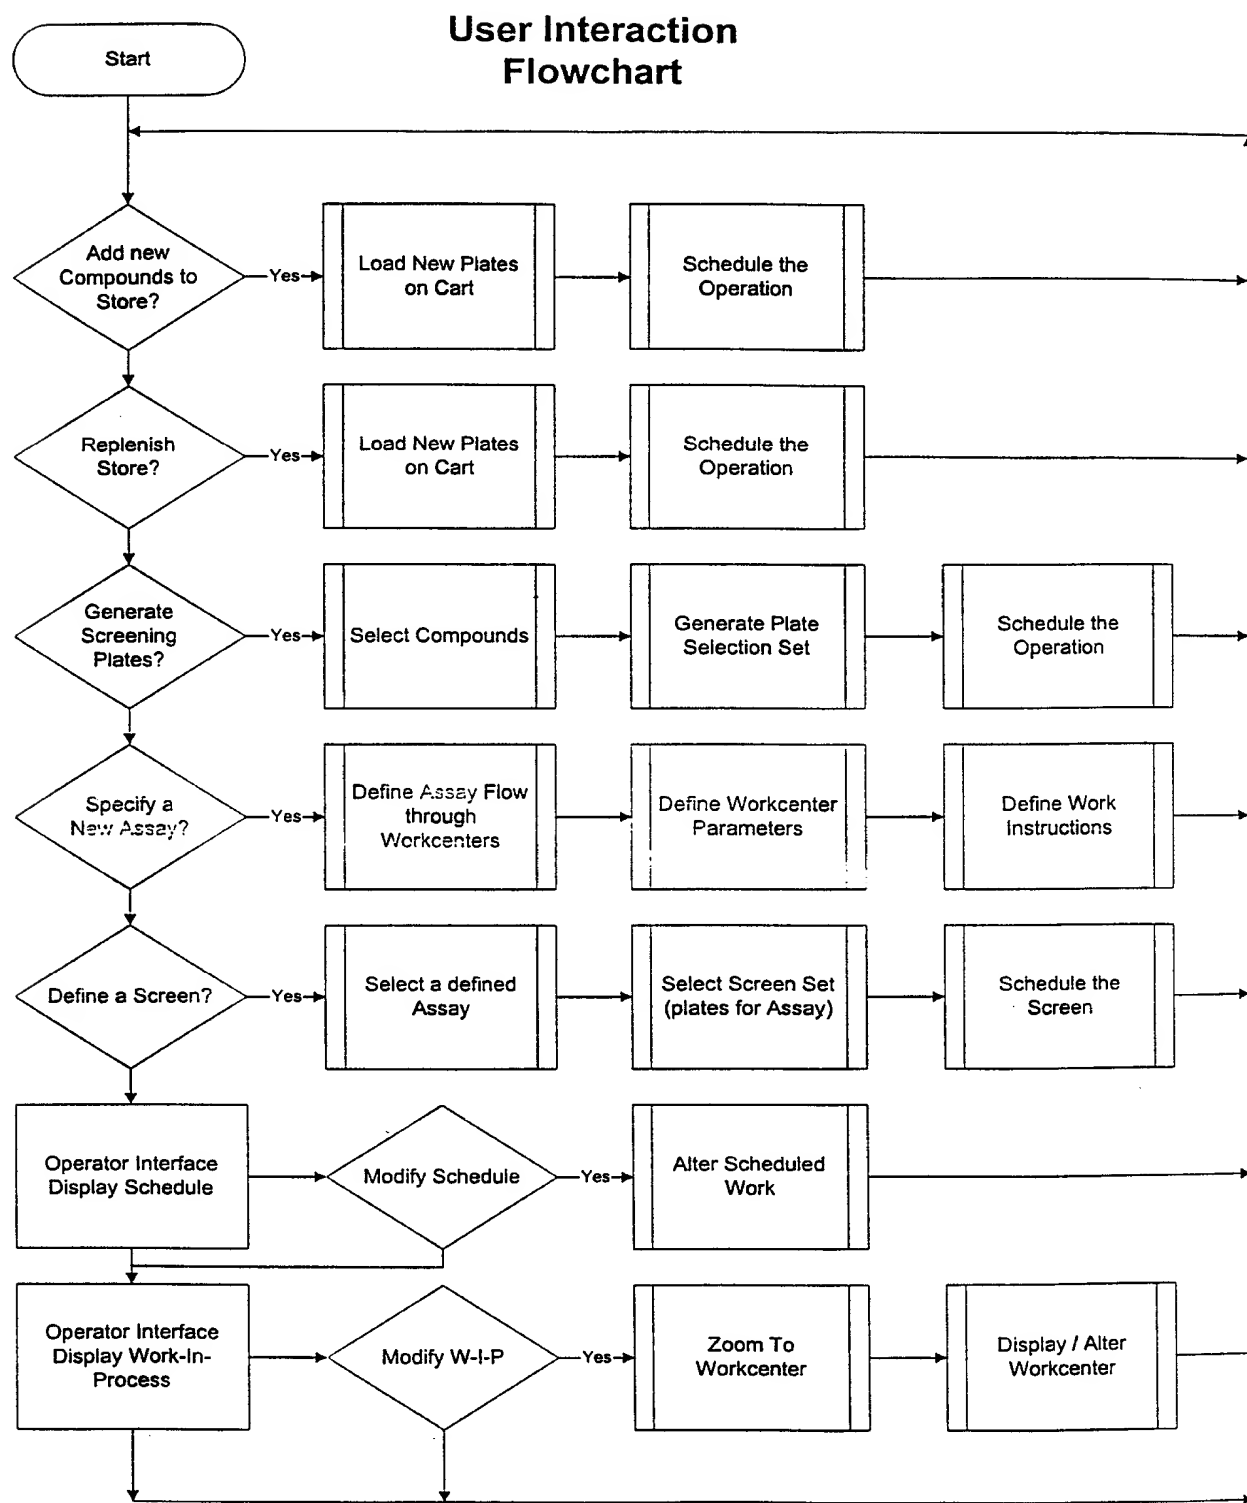 User Interaction
Flowchart
Start
Add new
Compounds to
Store?
Yes
Load New Plates
on Cart
Schedule the
Operation
Replenish
Store?
Yes
Load New Plates
on Cart
Schedule the
Operation
Generate
Screening
Plates?
Yes
Select Compounds
Generate Plate
Selection Set
Schedule the
Operation
Specify a
New Assay?
Yes
Define Assay Flow
through
Workcenters
Define Workcenter
Parameters
Define Work
Instructions
Define a Screen?
Yes
Select a defined
Assay
Select Screen Set
(plates for Assay)
Schedule the
Screen
Operator Interface
Display Schedule
Modify Schedule
Yes
Alter Scheduled
Work
Operator Interface
Display Work-In-
Process
Modify W-I-P
Yes
Zoom To
Workcenter
Display / Alter
Workcenter